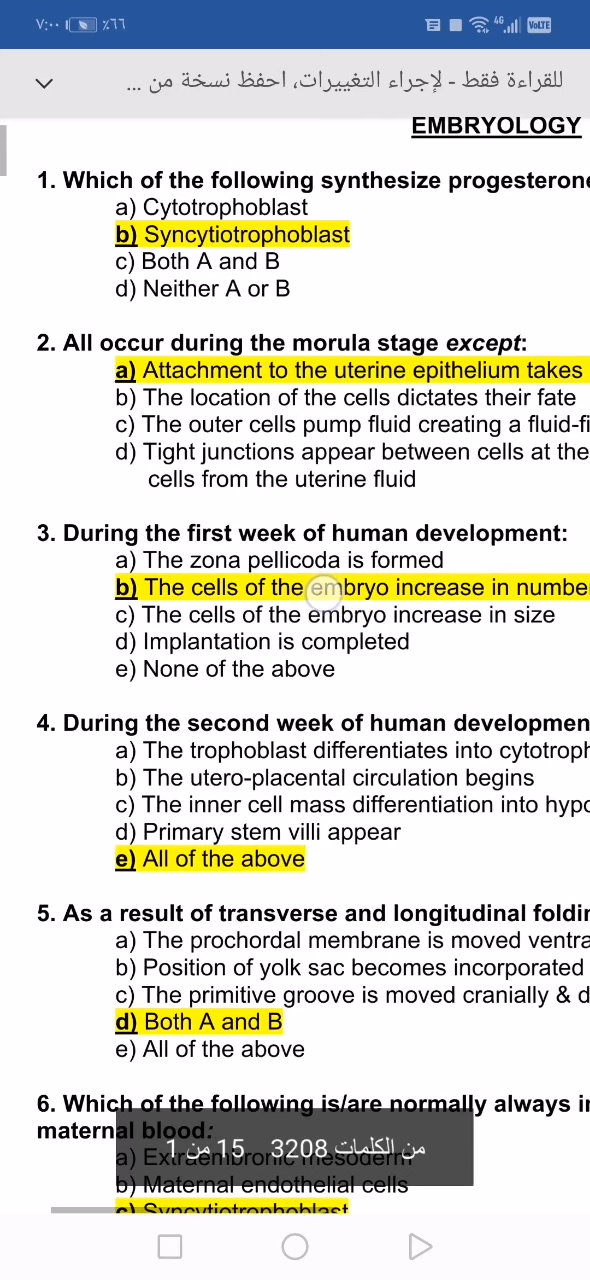 ٧:٠٠ ٪٦٦ 4G VoLTE
للقراءة فقط - لإجراء التغييرات، احفظ نسخة من ...
EMBRYOLOGY
1. Which of the following synthesize progesterone
a) Cytotrophoblast
b) Syncytiotrophoblast
c) Both A and B
d) Neither A or B
2. All occur during the morula stage except:
a) Attachment to the uterine epithelium takes
b) The location of the cells dictates their fate
c) The outer cells pump fluid creating a fluid-fi
d) Tight junctions appear between cells at the
cells from the uterine fluid
3. During the first week of human development:
a) The zona pellicoda is formed
b) The cells of the embryo increase in numbe
c) The cells of the embryo increase in size
d) Implantation is completed
e) None of the above
4. During the second week of human developmen
a) The trophoblast differentiates into cytotroph
b) The utero-placental circulation begins
c) The inner cell mass differentiation into hypo
d) Primary stem villi appear
e) All of the above
5. As a result of transverse and longitudinal foldin
a) The prochordal membrane is moved ventra
b) Position of yolk sac becomes incorporated
c) The primitive groove is moved cranially & d
d) Both A and B
e) All of the above
6. Which of the following is/are normally always in
maternal blood:
a) Extraembronic mesoderm
1 من 15 3208 من الكلمات
b) Maternal endothelial cells
c) Syncytiotrophoblast